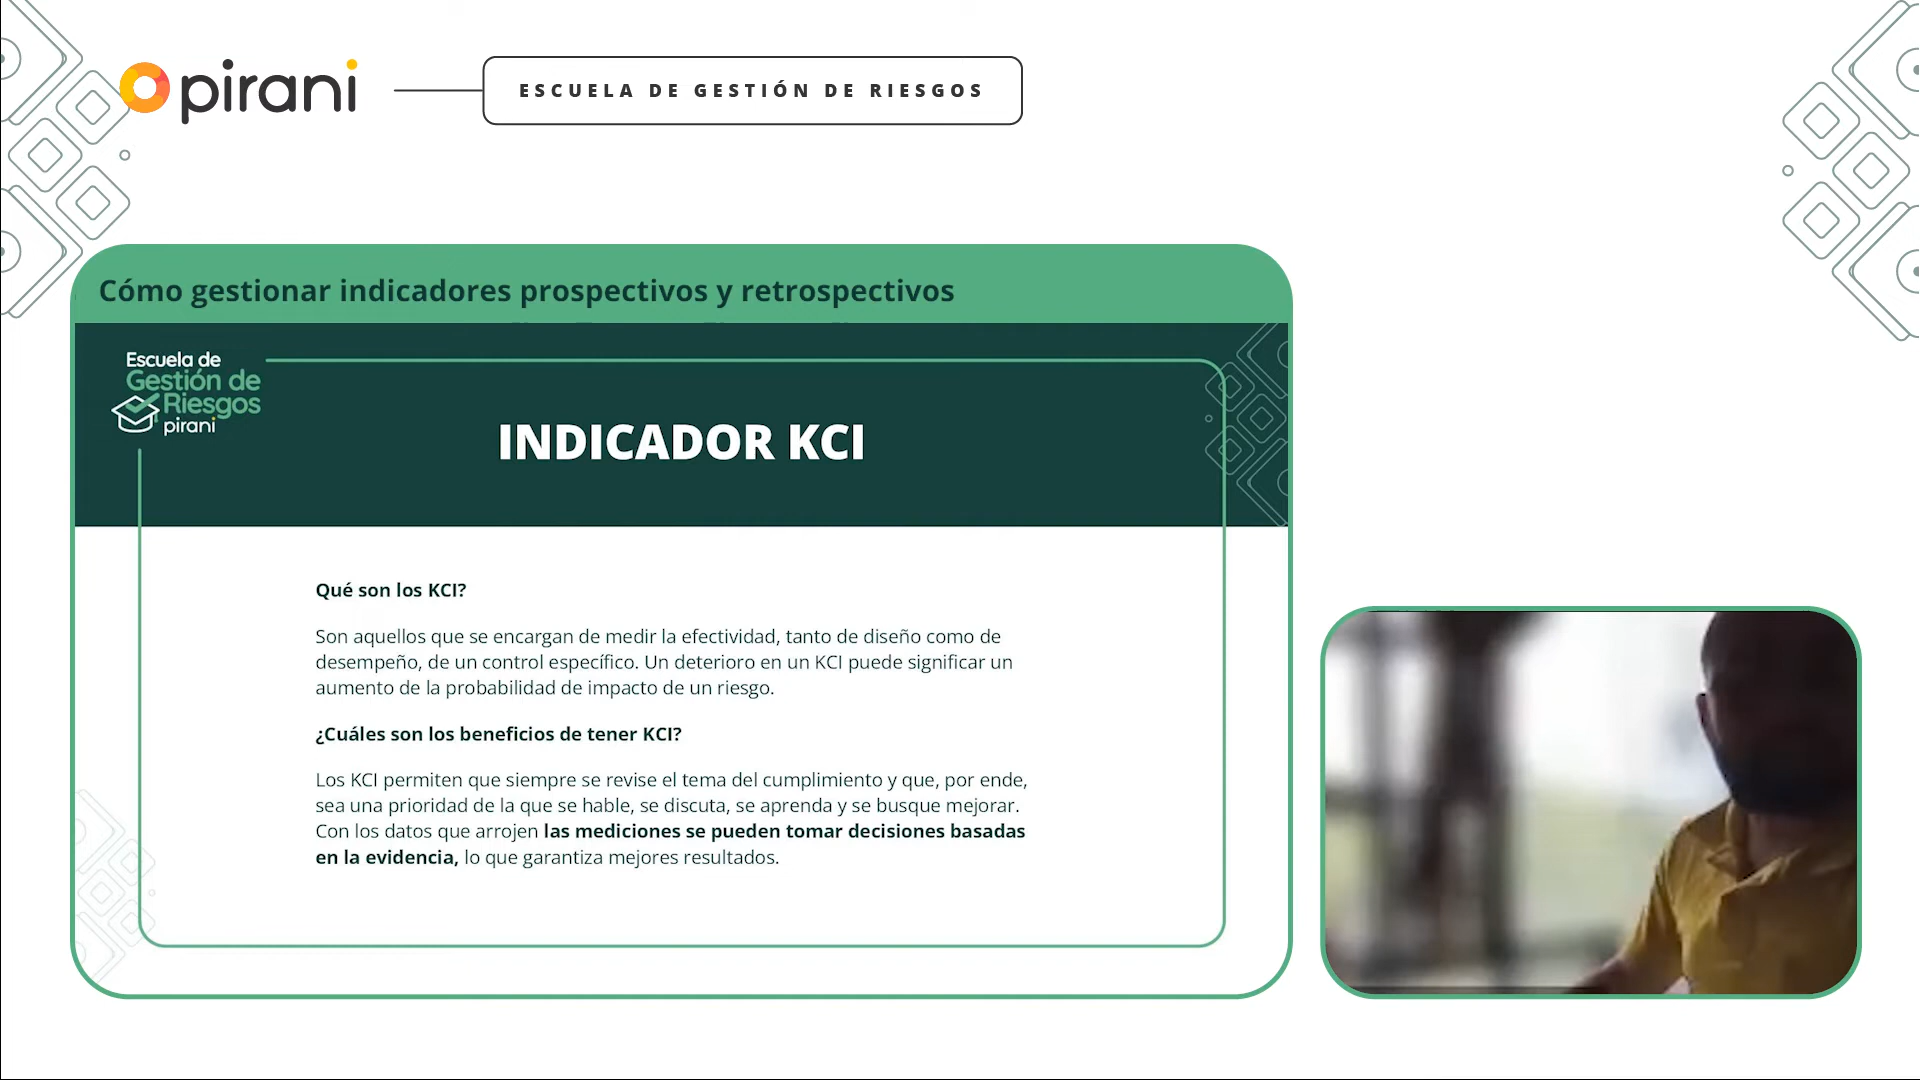 pirani
ESCUELA DE GESTIÓN DE RIESGOS
Cómo gestionar indicadores prospectivos y retrospectivos
Escuela de
Gestión de
Riesgos
pirani
INDICADOR KCI
Qué son los KCI?
Son aquellos que se encargan de medir la efectividad, tanto de diseño como de
desempeño, de un control específico. Un deterioro en un KCI puede significar un
aumento de la probabilidad de impacto de un riesgo.
¿Cuáles son los beneficios de tener KCI?
Los KCI permiten que siempre se revise el tema del cumplimiento y que, por ende,
sea una prioridad de la que se hable, se discuta, se aprenda y se busque mejorar.
Con los datos que arrojen las mediciones se pueden tomar decisiones basadas
en la evidencia, lo que garantiza mejores resultados.